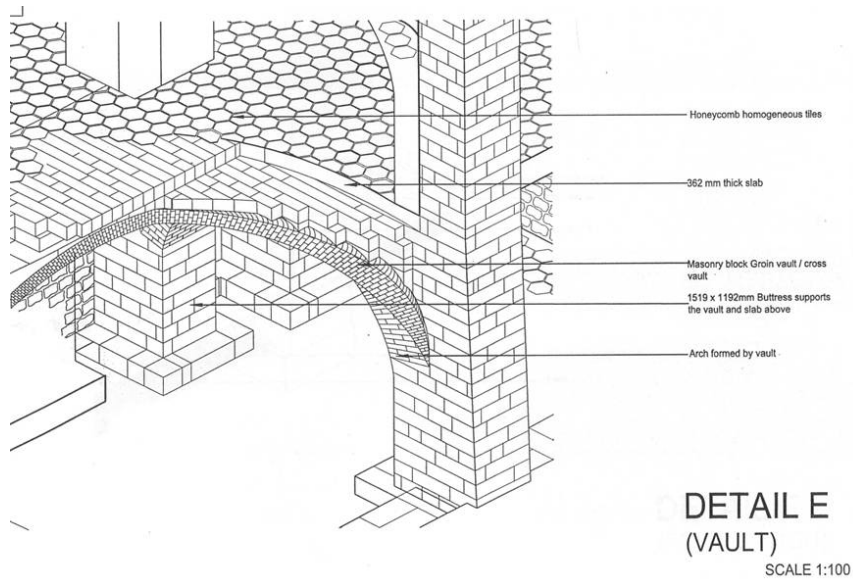 Honeycomb homogeneous tiles
362 mm thick slab
Masonry block Groin vault / cross
vault
1519 x 1192mm Buttress supports
the vault and slab above
Arch formed by vault
DETAIL E
(VAULT)
SCALE 1:100